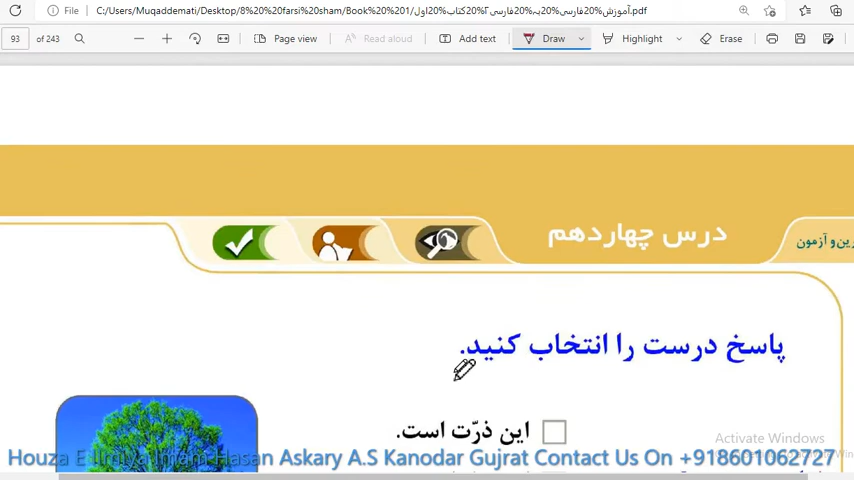 File C:/Users/Muqaddemati/Desktop/8%20%20farsi%20sham/Book%20%201/آموزش%20فارسی%20به%20فارسی%20کتاب%20اول.pdf
93 of 243 Page view Read aloud Add text Draw Highlight Erase
درس چهاردهم
پاسخ درست را انتخاب کنید.
این ذرّت است.
Activate Windows
Houza E Ilmiya Imam Hasan Askary A.S Kanodar Gujrat Contact Us On +918601062727